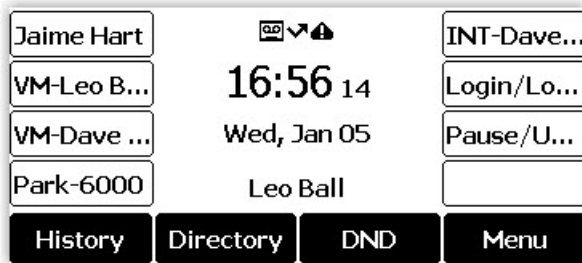 Jaime Hart
INT-Dave...
VM-Leo B...
16:56 14
Login/Lo...
VM-Dave ...
Wed, Jan 05
Pause/U...
Park-6000
Leo Ball
History Directory DND Menu